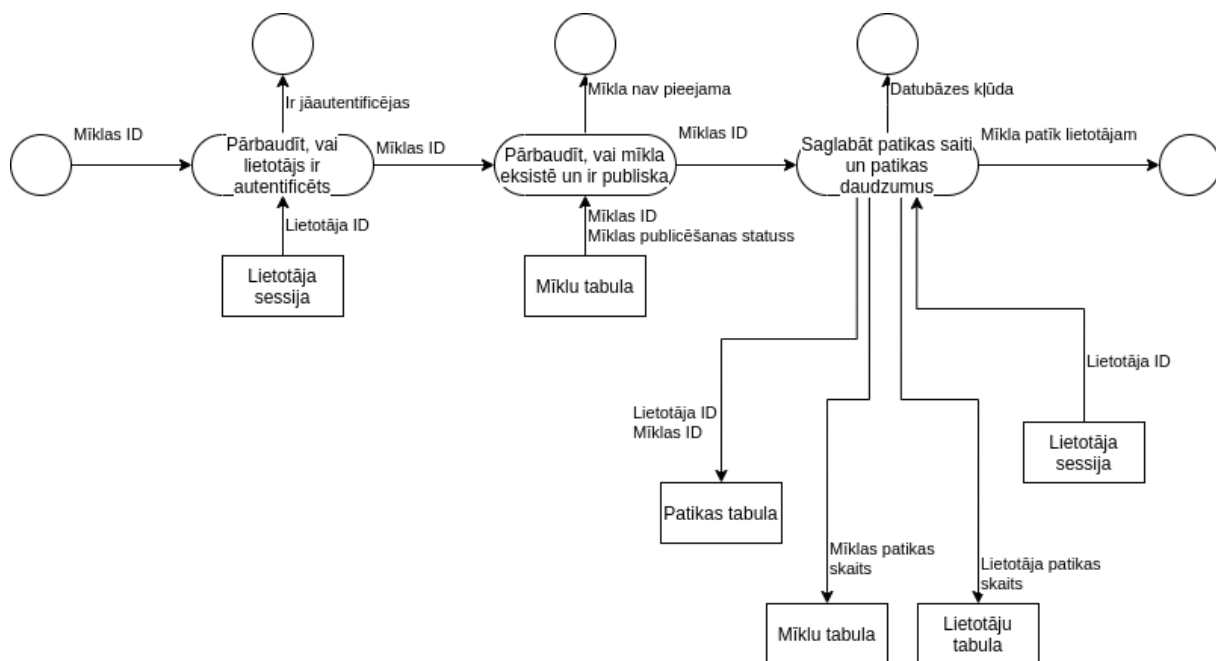 Mīklas ID
Ir jāautentificējas
Pārbaudīt, vai
lietotājs ir
autentificēts
Lietotāja ID
Lietotāja
sessija
Mīklas ID
Mīkla nav pieejama
Pārbaudīt, vai mīkla
eksistē un ir publiska
Mīklas ID
Mīklas publicēšanas statuss
Mīklu tabula
Mīklas ID
Datubāzes kļūda
Saglabāt patikas saiti
un patikas
daudzumus
Mīkla patīk lietotājam
Lietotāja ID
Lietotāja
sessija
Lietotāja ID
Mīklas ID
Patikas tabula
Mīklas patikas
skaits
Mīklu tabula
Lietotāja patikas
skaits
Lietotāju
tabula